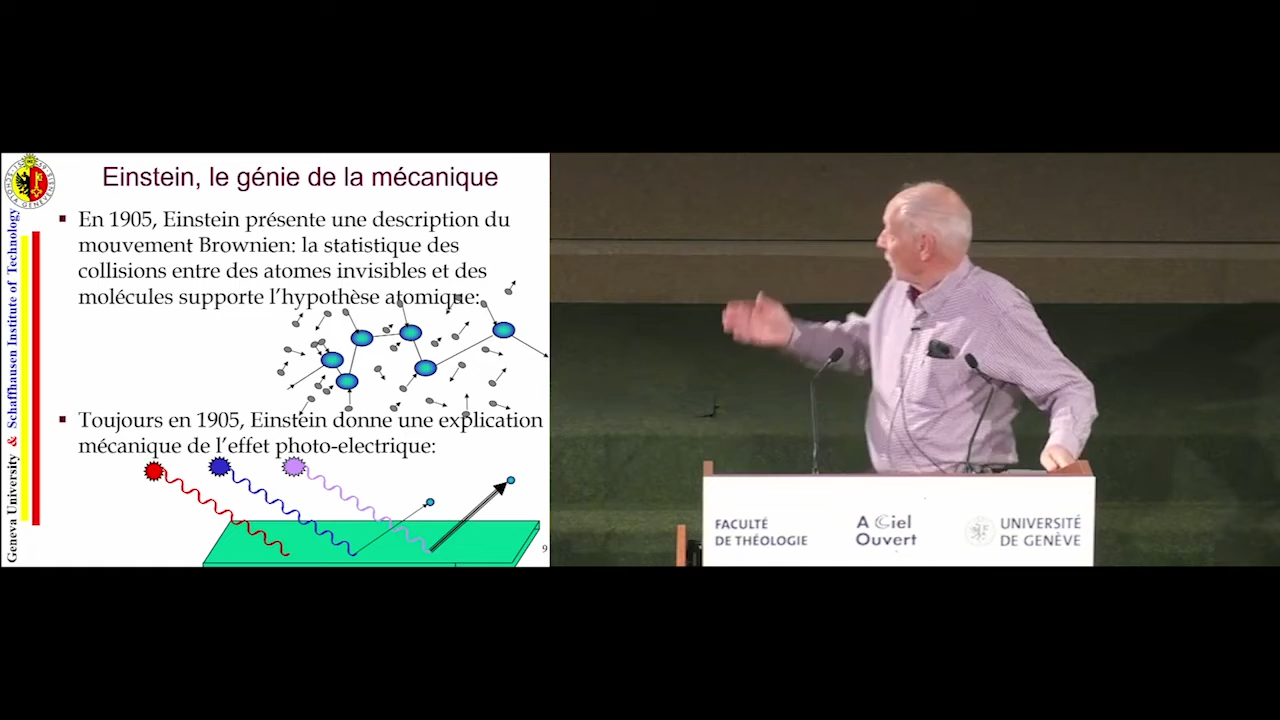 Einstein, le génie de la mécanique
En 1905, Einstein présente une description du
mouvement Brownien: la statistique des
collisions entre des atomes invisibles et des
molécules supporte l'hypothèse atomique:
Toujours en 1905, Einstein donne une explication
mécanique de l'effet photo-electrique:
9
Geneva University & Schaffhausen Institute of Technology
FACULTÉ
DE THÉOLOGIE
A Ciel
Ouvert
UNIVERSITÉ
DE GENÈVE